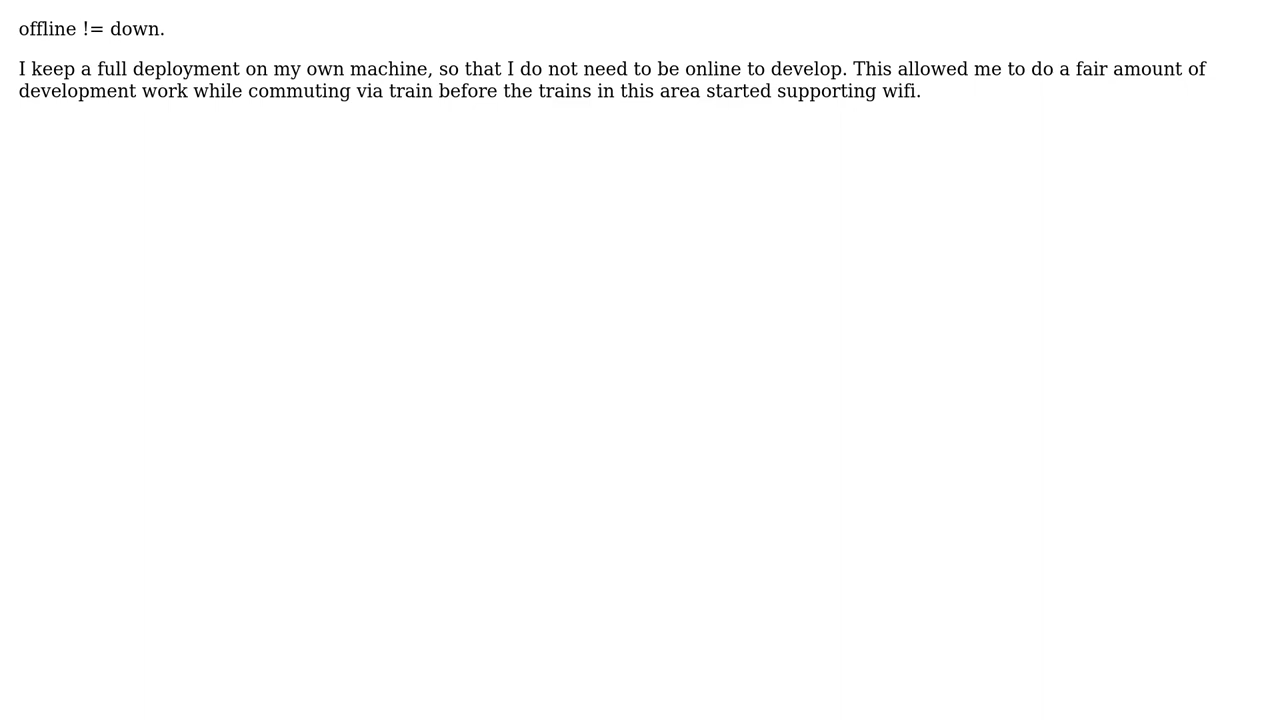 offline != down.
I keep a full deployment on my own machine, so that I do not need to be online to develop. This allowed me to do a fair amount of
development work while commuting via train before the trains in this area started supporting wifi.